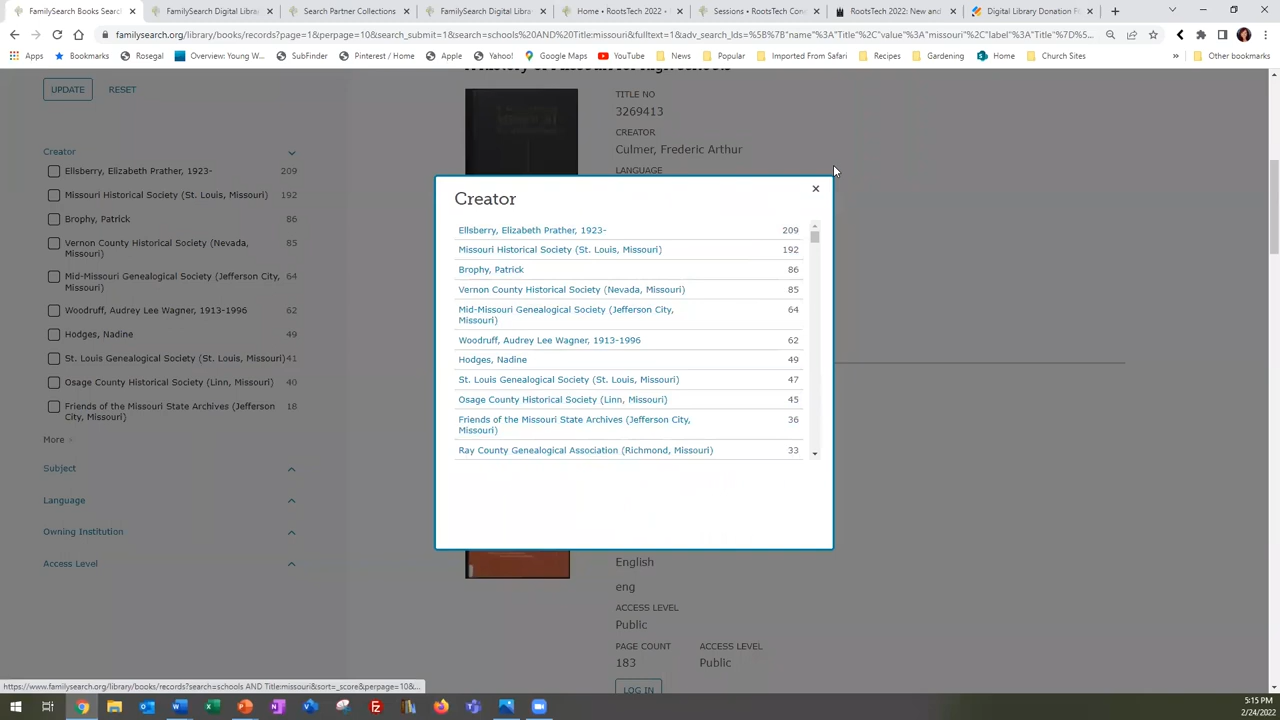 FamilySearch Books Search
FamilySearch Digital Library
Search Partner Collections
FamilySearch Digital Libra
Home • RootsTech 2022 •
Sessions • RootsTech Con
RootsTech 2022: New and
Digital Library Donation F
familysearch.org/library/books/records?page=1&perpage=10&search_submit=1&search=schools%20AND%20Title:missouri&fulltext=1&adv_search_lds=%5B%7B"name"%3A"Title"%2C"value"%3A"missouri"%2C"label"%3A"Title"%7D%5...
Bookmarks
Rosegal
Overview: Young W...
SubFinder
Pinterest / Home
Apple
Yahoo!
Google Maps
YouTube
News
Popular
Imported From Safari
Recipes
Gardening
Home
Church Sites
»
Other bookmarks
UPDATE RESET
TITLE NO
3269413
CREATOR
Culmer, Frederic Arthur
LANGUAGE
Creator
Ellsberry, Elizabeth Prather, 1923- 209
Missouri Historical Society (St. Louis, Missouri) 192
Brophy, Patrick 86
Vernon County Historical Society (Nevada, 85
Missouri)
Mid-Missouri Genealogical Society (Jefferson City, 64
Missouri)
Woodruff, Audrey Lee Wagner, 1913-1996 62
Hodges, Nadine 49
St. Louis Genealogical Society (St. Louis, Missouri) 41
Osage County Historical Society (Linn, Missouri) 40
Friends of the Missouri State Archives (Jefferson 18
City, Missouri)
More
Subject
Language
Owning Institution
Access Level
Creator
Ellsberry, Elizabeth Prather, 1923- 209
Missouri Historical Society (St. Louis, Missouri) 192
Brophy, Patrick 86
Vernon County Historical Society (Nevada, Missouri) 85
Mid-Missouri Genealogical Society (Jefferson City, 64
Missouri)
Woodruff, Audrey Lee Wagner, 1913-1996 62
Hodges, Nadine 49
St. Louis Genealogical Society (St. Louis, Missouri) 47
Osage County Historical Society (Linn, Missouri) 45
Friends of the Missouri State Archives (Jefferson City, 36
Missouri)
Ray County Genealogical Association (Richmond, Missouri) 33
English
eng
ACCESS LEVEL
Public
PAGE COUNT ACCESS LEVEL
183 Public
LOG IN
https://www.familysearch.org/library/books/records?search=schools AND Title:missouri&sort=_score&perpage=10&...
5:15 PM
2/24/2022